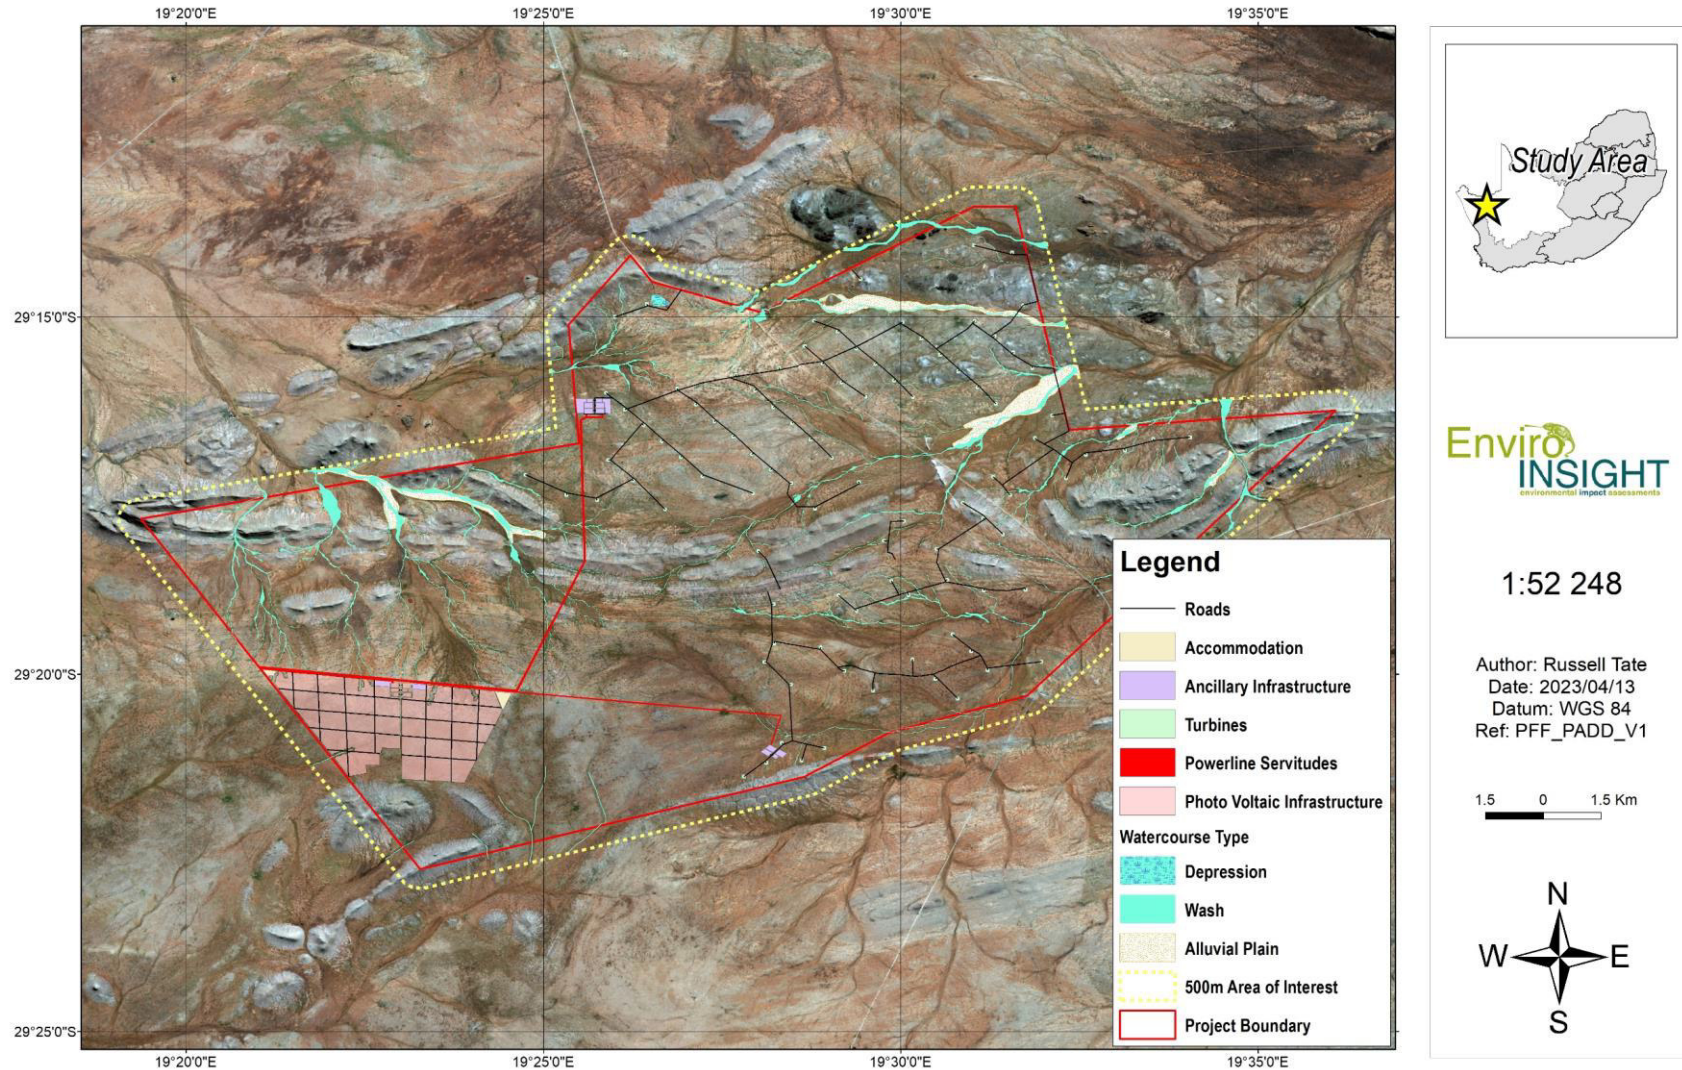 19°20'0"E 19°25'0"E 19°30'0"E 19°35'0"E
29°15'0"S
29°20'0"S
29°25'0"S
19°20'0"E 19°25'0"E 19°30'0"E 19°35'0"E
Legend
Roads
Accommodation
Ancillary Infrastructure
Turbines
Powerline Servitudes
Photo Voltaic Infrastructure
Watercourse Type
Depression
Wash
Alluvial Plain
500m Area of Interest
Project Boundary
Study Area
Enviro
INSIGHT
environmental impact assessments
1:52 248
Author: Russell Tate
Date: 2023/04/13
Datum: WGS 84
Ref: PFF_PADD_V1
1.5 0 1.5 Km
N
W E
S